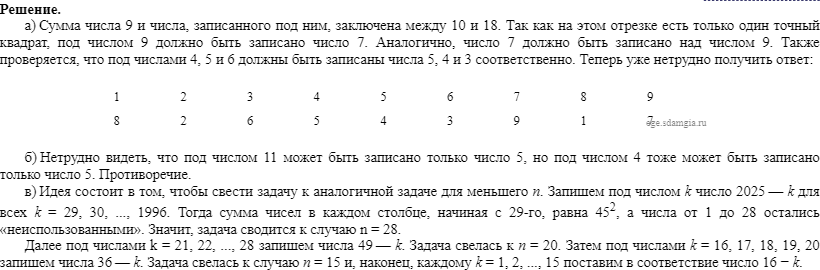 Решение.
а) Сумма числа 9 и числа, записанного под ним, заключена между 10 и 18. Так как на этом отрезке есть только один точный
квадрат, под числом 9 должно быть записано число 7. Аналогично, число 7 должно быть записано над числом 9. Также
проверяется, что под числами 4, 5 и 6 должны быть записаны числа 5, 4 и 3 соответственно. Теперь уже нетрудно получить ответ:
1 2 3 4 5 6 7 8 9
8 2 6 5 4 3 9 1 7
ege.sdamgia.ru
б) Нетрудно видеть, что под числом 11 может быть записано только число 5, но под числом 4 тоже может быть записано
только число 5. Противоречие.
в) Идея состоит в том, чтобы свести задачу к аналогичной задаче для меньшего n. Запишем под числом k число 2025 — k для
всех k = 29, 30, ..., 1996. Тогда сумма чисел в каждом столбце, начиная с 29-го, равна 45², а числа от 1 до 28 остались
«неиспользованными». Значит, задача сводится к случаю n = 28.
Далее под числами k = 21, 22, ..., 28 запишем числа 49 — k. Задача свелась к n = 20. Затем под числами k = 16, 17, 18, 19, 20
запишем числа 36 — k. Задача свелась к случаю n = 15 и, наконец, каждому k = 1, 2, ..., 15 поставим в соответствие число 16 − k.